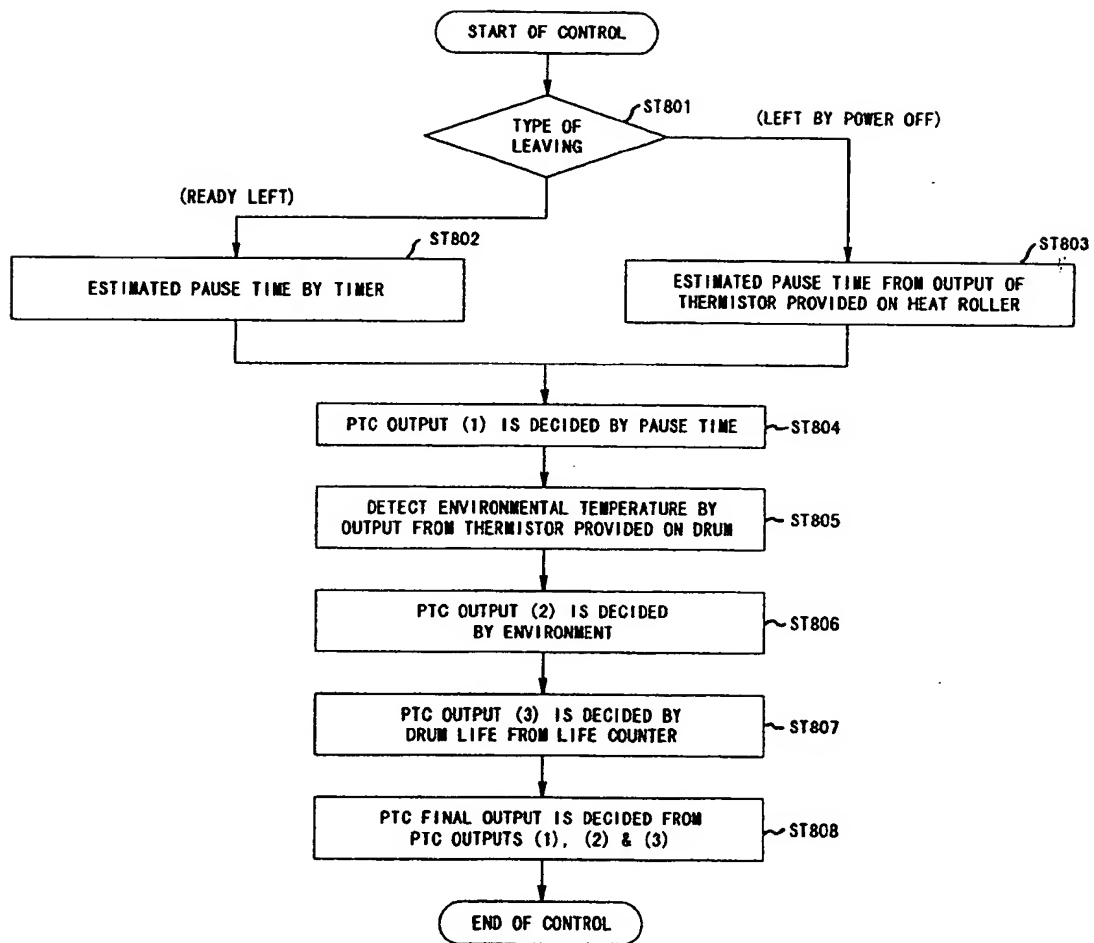 START OF CONTROL
ST801
TYPE OF
LEAVING
(LEFT BY POWER OFF)
(READY LEFT)
ST802
ST803
ESTIMATED PAUSE TIME BY TIMER
ESTIMATED PAUSE TIME FROM OUTPUT OF
THERMISTOR PROVIDED ON HEAT ROLLER
PTC OUTPUT (1) IS DECIDED BY PAUSE TIME
ST804
DETECT ENVIRONMENTAL TEMPERATURE BY
OUTPUT FROM THERMISTOR PROVIDED ON DRUM
ST805
PTC OUTPUT (2) IS DECIDED
BY ENVIRONMENT
ST806
PTC OUTPUT (3) IS DECIDED BY
DRUM LIFE FROM LIFE COUNTER
ST807
PTC FINAL OUTPUT IS DECIDED FROM
PTC OUTPUTS (1), (2) & (3)
ST808
END OF CONTROL